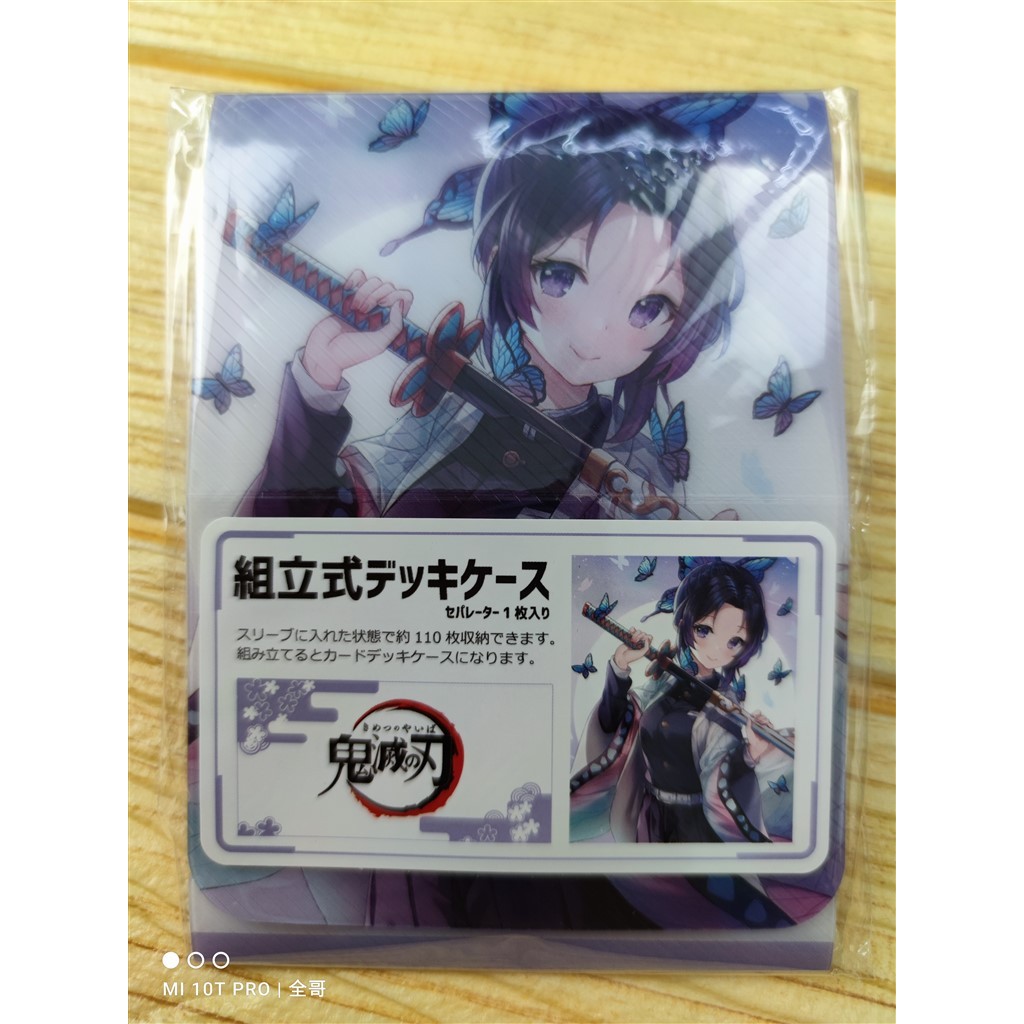 組立式デッキケース
セパレーター1枚入り
スリーブに入れた状態で約110枚収納できます。
組み立てるとカードデッキケースになります。
きめつのやいば
鬼滅の刃
MI 10T PRO | 全哥